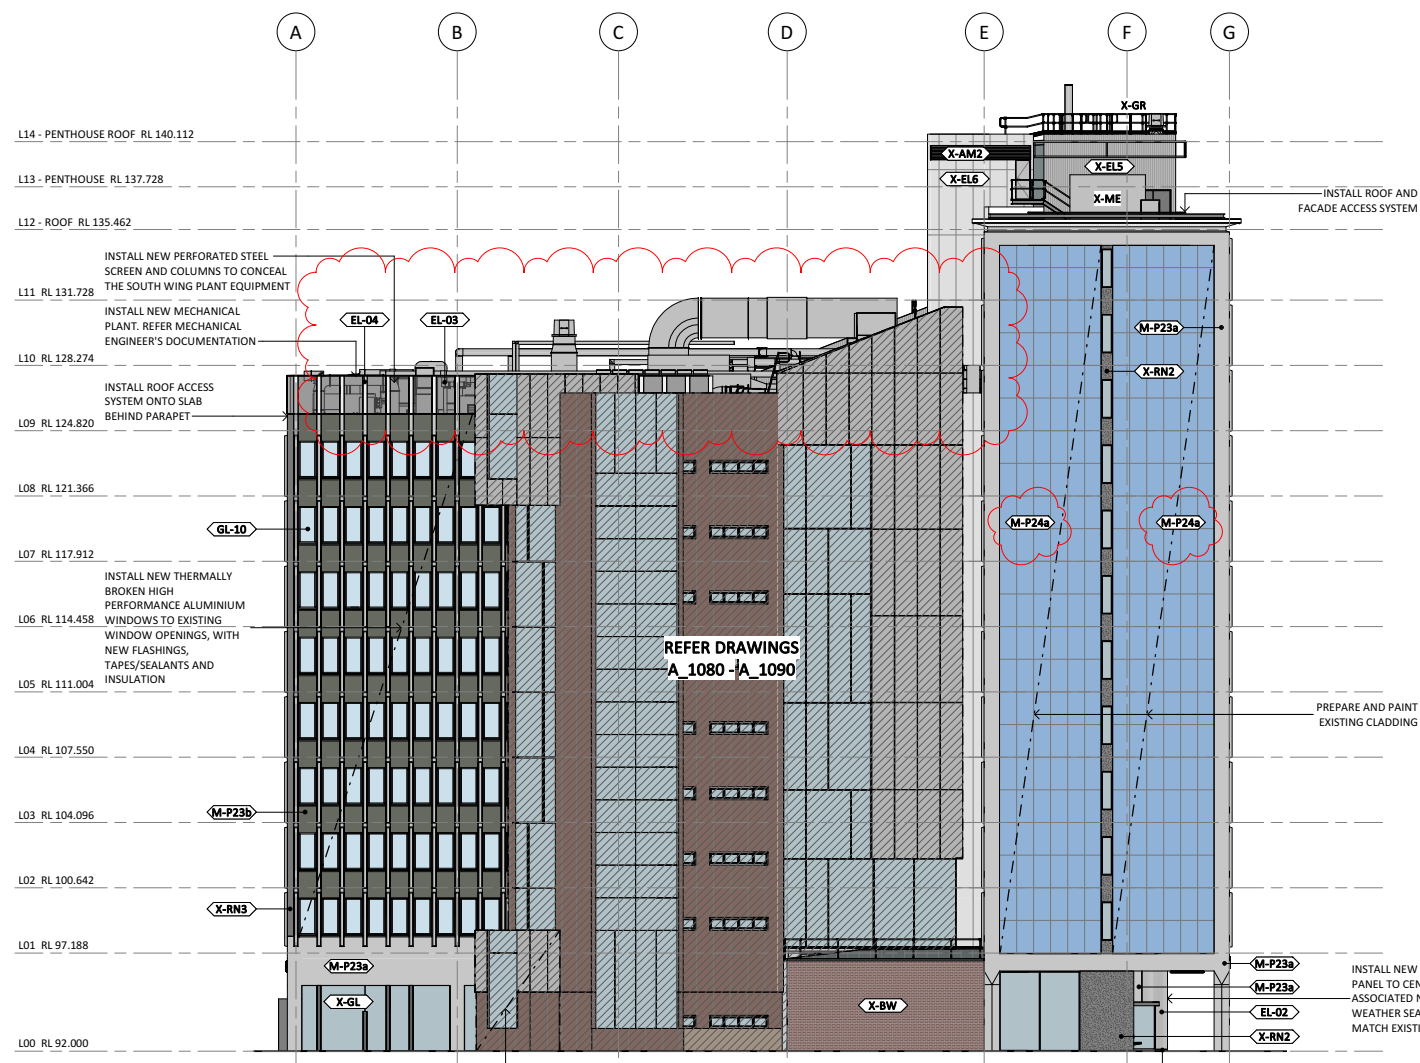 A
B
C
D
E
F
G
X-GR
L14 - PENTHOUSE ROOF RL 140.112
X-AM2
X-EL5
L13 - PENTHOUSE RL 137.728
X-EL6
X-ME
INSTALL ROOF AND
FACADE ACCESS SYSTEM
L12 - ROOF RL 135.462
INSTALL NEW PERFORATED STEEL
SCREEN AND COLUMNS TO CONCEAL
THE SOUTH WING PLANT EQUIPMENT
L11 RL 131.728
INSTALL NEW MECHANICAL
PLANT. REFER MECHANICAL
ENGINEER'S DOCUMENTATION
EL-04
EL-03
M-P23a
L10 RL 128.274
X-RN2
INSTALL ROOF ACCESS
SYSTEM ONTO SLAB
BEHIND PARAPET
L09 RL 124.820
L08 RL 121.366
GL-10
M-P24a
M-P24a
L07 RL 117.912
INSTALL NEW THERMALLY
BROKEN HIGH
PERFORMANCE ALUMINIUM
WINDOWS TO EXISTING
WINDOW OPENINGS, WITH
NEW FLASHINGS,
TAPES/SEALANTS AND
INSULATION
L06 RL 114.458
REFER DRAWINGS
A_1080 - A_1090
L05 RL 111.004
PREPARE AND PAINT
EXISTING CLADDING
L04 RL 107.550
M-P23b
L03 RL 104.096
L02 RL 100.642
X-RN3
L01 RL 97.188
M-P23a
M-P23a
X-GL
X-BW
M-P23a
EL-02
X-RN2
INSTALL NEW
PANEL TO CEN
ASSOCIATED N
WEATHER SEA
MATCH EXISTI
L00 RL 92.000